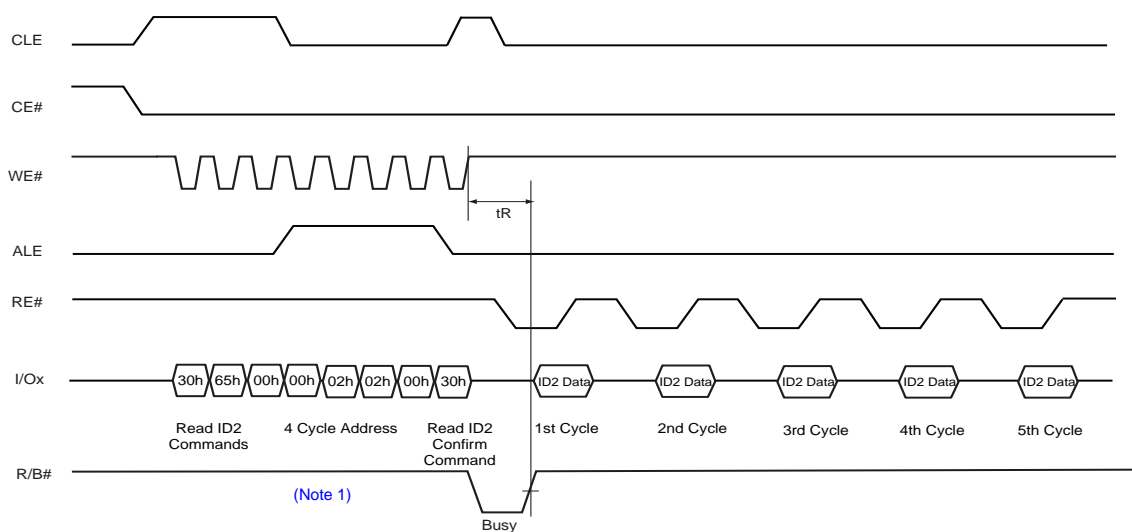 CLE
CE#
WE#
tR
ALE
RE#
I/Ox 30h 65h 00h 00h 02h 02h 00h 30h ID2 Data ID2 Data ID2 Data ID2 Data ID2 Data
Read ID2 Commands
4 Cycle Address
Read ID2 Confirm Command
1st Cycle
2nd Cycle
3rd Cycle
4th Cycle
5th Cycle
R/B#
(Note 1)
Busy